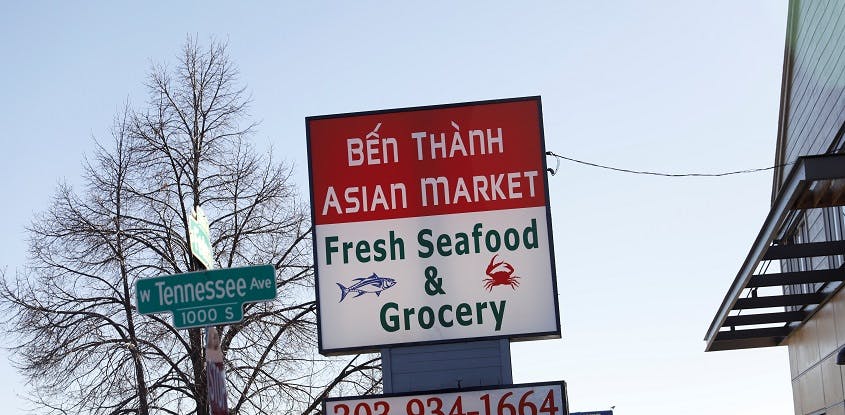 BẾN THÀNH
ASIAN MARKET
Fresh Seafood
&
Grocery
W Tennessee Ave
1000 S
303-934-1664